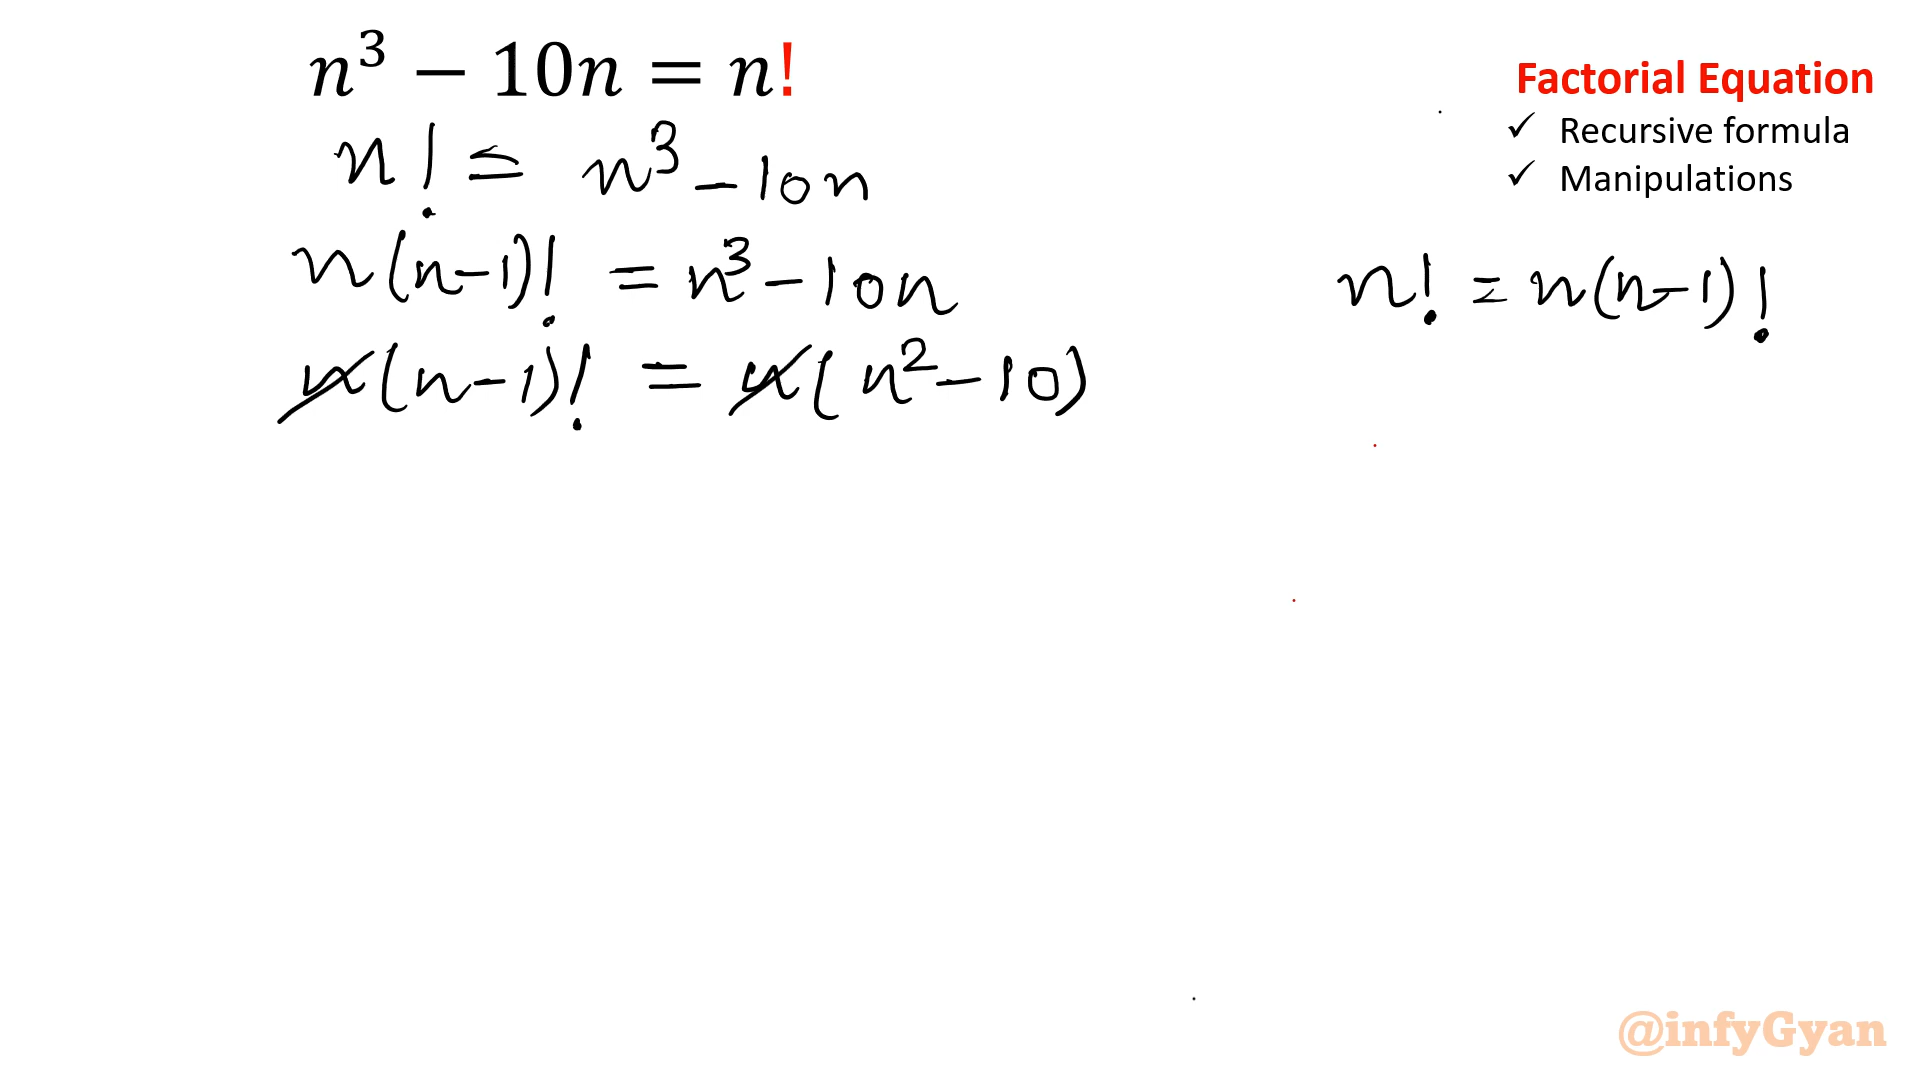 n³ − 10n = n!
Factorial Equation
✓ Recursive formula
✓ Manipulations
n! = n³ − 10n
n(n−1)! = n³ − 10n
n! = n(n−1)!
n(n−1)! = n(n² − 10)
@infyGyan